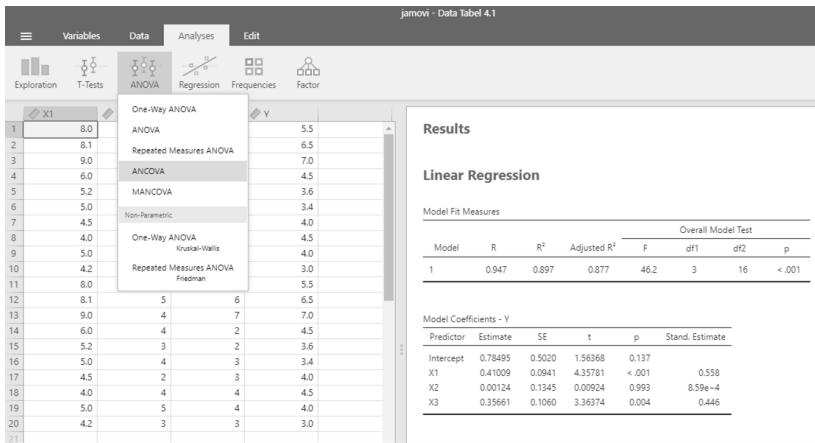 jamovi - Data Tabel 4.1
Variables Data Analyses Edit
Exploration T-Tests ANOVA Regression Frequencies Factor
X1 Y
One-Way ANOVA
ANOVA
Repeated Measures ANOVA
ANCOVA
MANCOVA
Non-Parametric
One-Way ANOVA
Kruskal-Wallis
Repeated Measures ANOVA
Friedman
1 8.0 5.5
2 8.1 6.5
3 9.0 7.0
4 6.0 4.5
5 5.2 3.6
6 5.0 3.4
7 4.5 4.0
8 4.0 4.5
9 5.0 4.0
10 4.2 3.0
11 8.0 5.5
12 8.1 5 6 6.5
13 9.0 4 7 7.0
14 6.0 4 2 4.5
15 5.2 3 2 3.6
16 5.0 4 3 3.4
17 4.5 2 3 4.0
18 4.0 4 4 4.5
19 5.0 5 4 4.0
20 4.2 3 3 3.0
21
Results
Linear Regression
Model Fit Measures
Overall Model Test
Model R R² Adjusted R² F df1 df2 p
1 0.947 0.897 0.877 46.2 3 16 < .001
Model Coefficients - Y
Predictor Estimate SE t p Stand. Estimate
Intercept 0.78495 0.5020 1.56368 0.137
X1 0.41009 0.0941 4.35781 < .001 0.558
X2 0.00124 0.1345 0.00924 0.993 8.59e−4
X3 0.35661 0.1060 3.36374 0.004 0.446